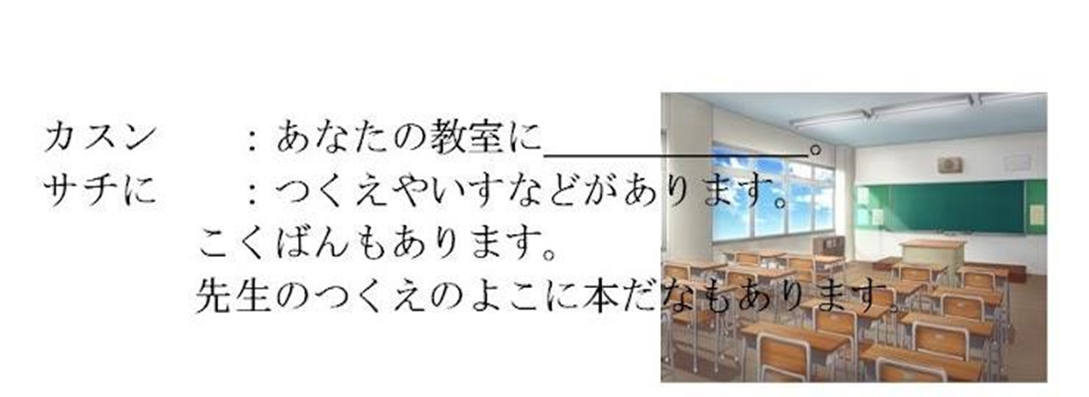 カスン　　：あなたの教室に＿＿＿＿＿＿＿。
サチに　　：つくえやいすなどがあります。
こくばんもあります。
先生のつくえのよこに本だなもあります。